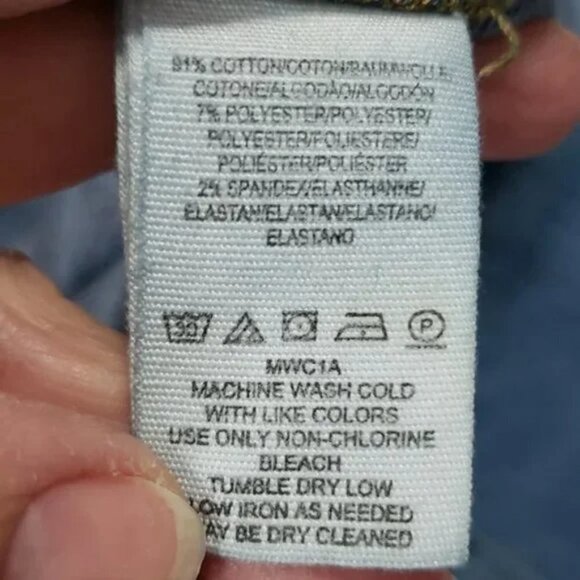 91% COTTON/COTON/BAUMWOLLE
COTONE/ALGODÃO/ALGODÓN
7% POLYESTER/POLYESTER/
POLYESTER/POLIESTERE/
POLIÉSTER/POLIÉSTER
2% SPANDEX/ELASTHANNE/
ELASTAN/ELASTAN/ELASTANO/
ELASTANO
30 P
MWC1A
MACHINE WASH COLD
WITH LIKE COLORS
USE ONLY NON-CHLORINE
BLEACH
TUMBLE DRY LOW
LOW IRON AS NEEDED
MAY BE DRY CLEANED